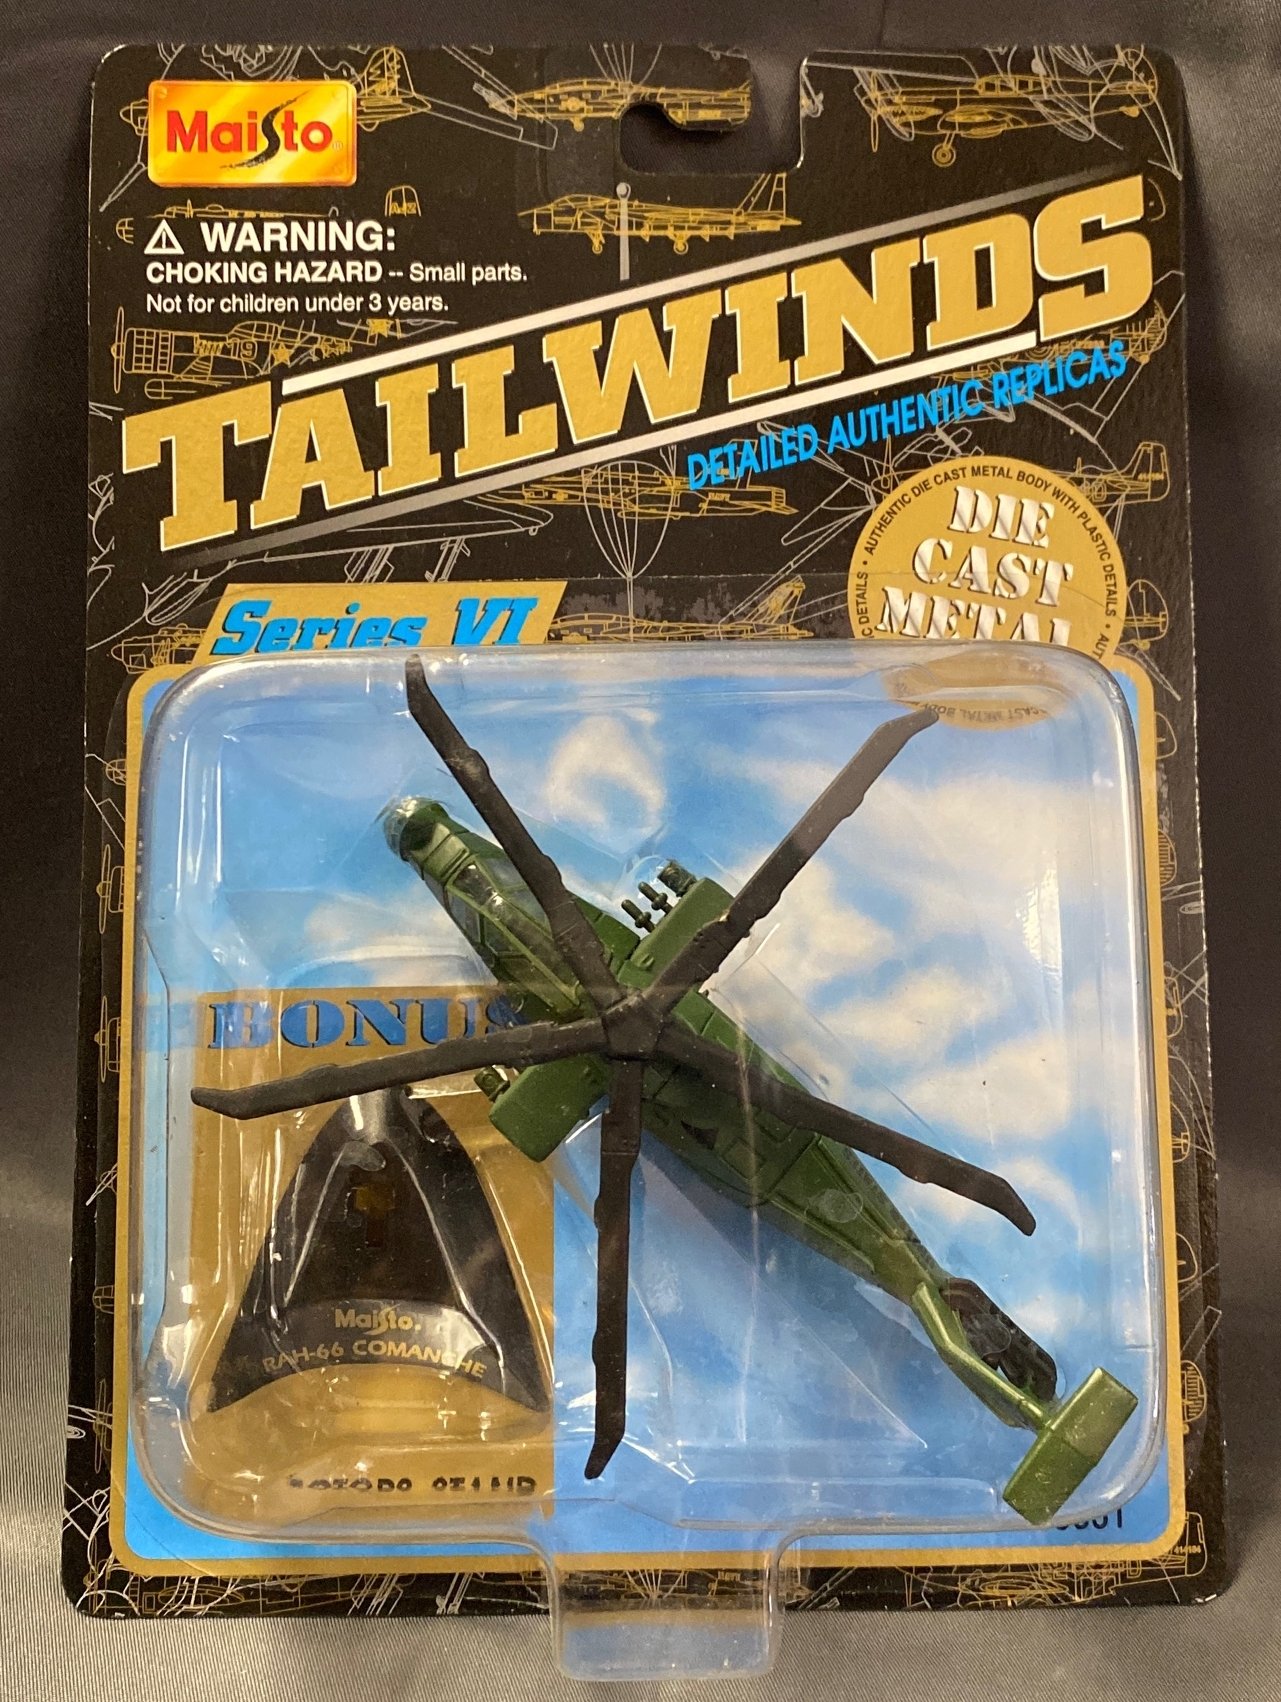 Maisto
WARNING:
CHOKING HAZARD -- Small parts.
Not for children under 3 years.
TAILWINDS
DETAILED AUTHENTIC REPLICAS
AUTHENTIC DIE CAST METAL BODY WITH PLASTIC DETAILS
DIE
CAST
METAL
Series VI
BONUS
Maisto
RAH-66 COMANCHE
STAND